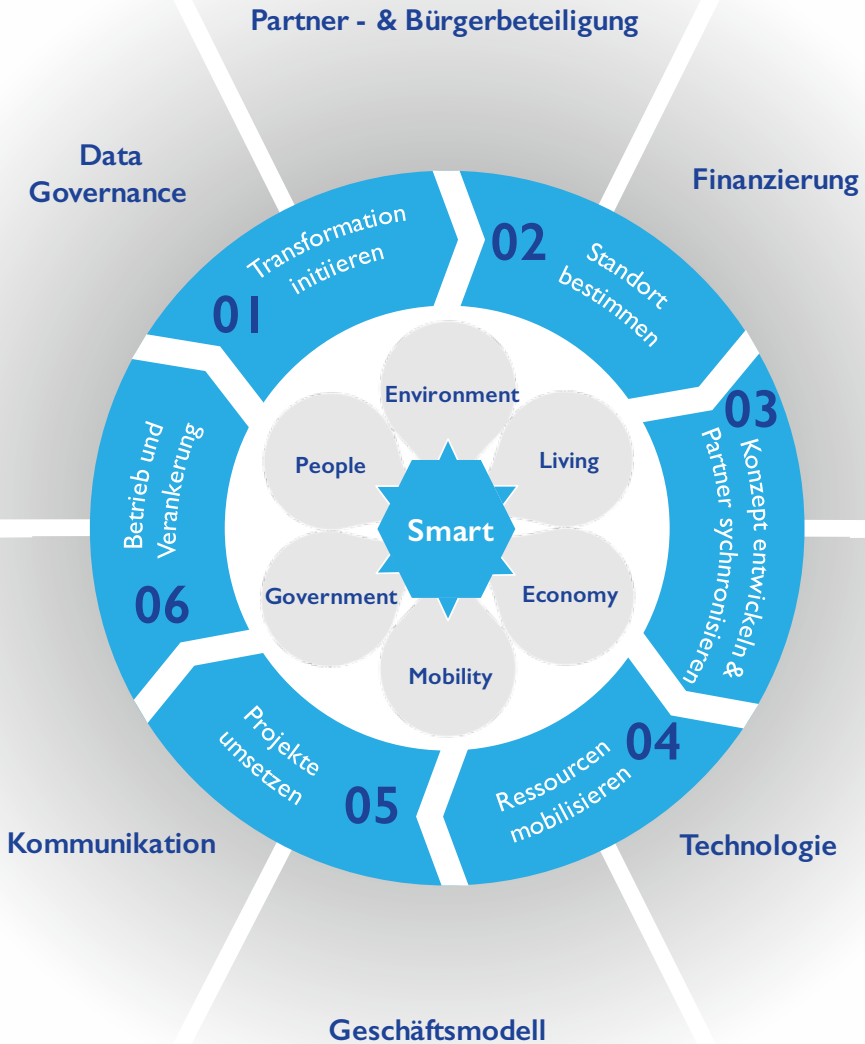 Partner - & Bürgerbeteiligung
Data
Governance
Finanzierung
01
Transformation
initiieren
02
Standort
bestimmen
03
Konzept entwickeln &
Partner sychnronisieren
04
Ressourcen
mobilisieren
05
Projekte
umsetzen
06
Betrieb und
Verankerung
Environment
People
Living
Smart
Government
Economy
Mobility
Kommunikation
Technologie
Geschäftsmodell